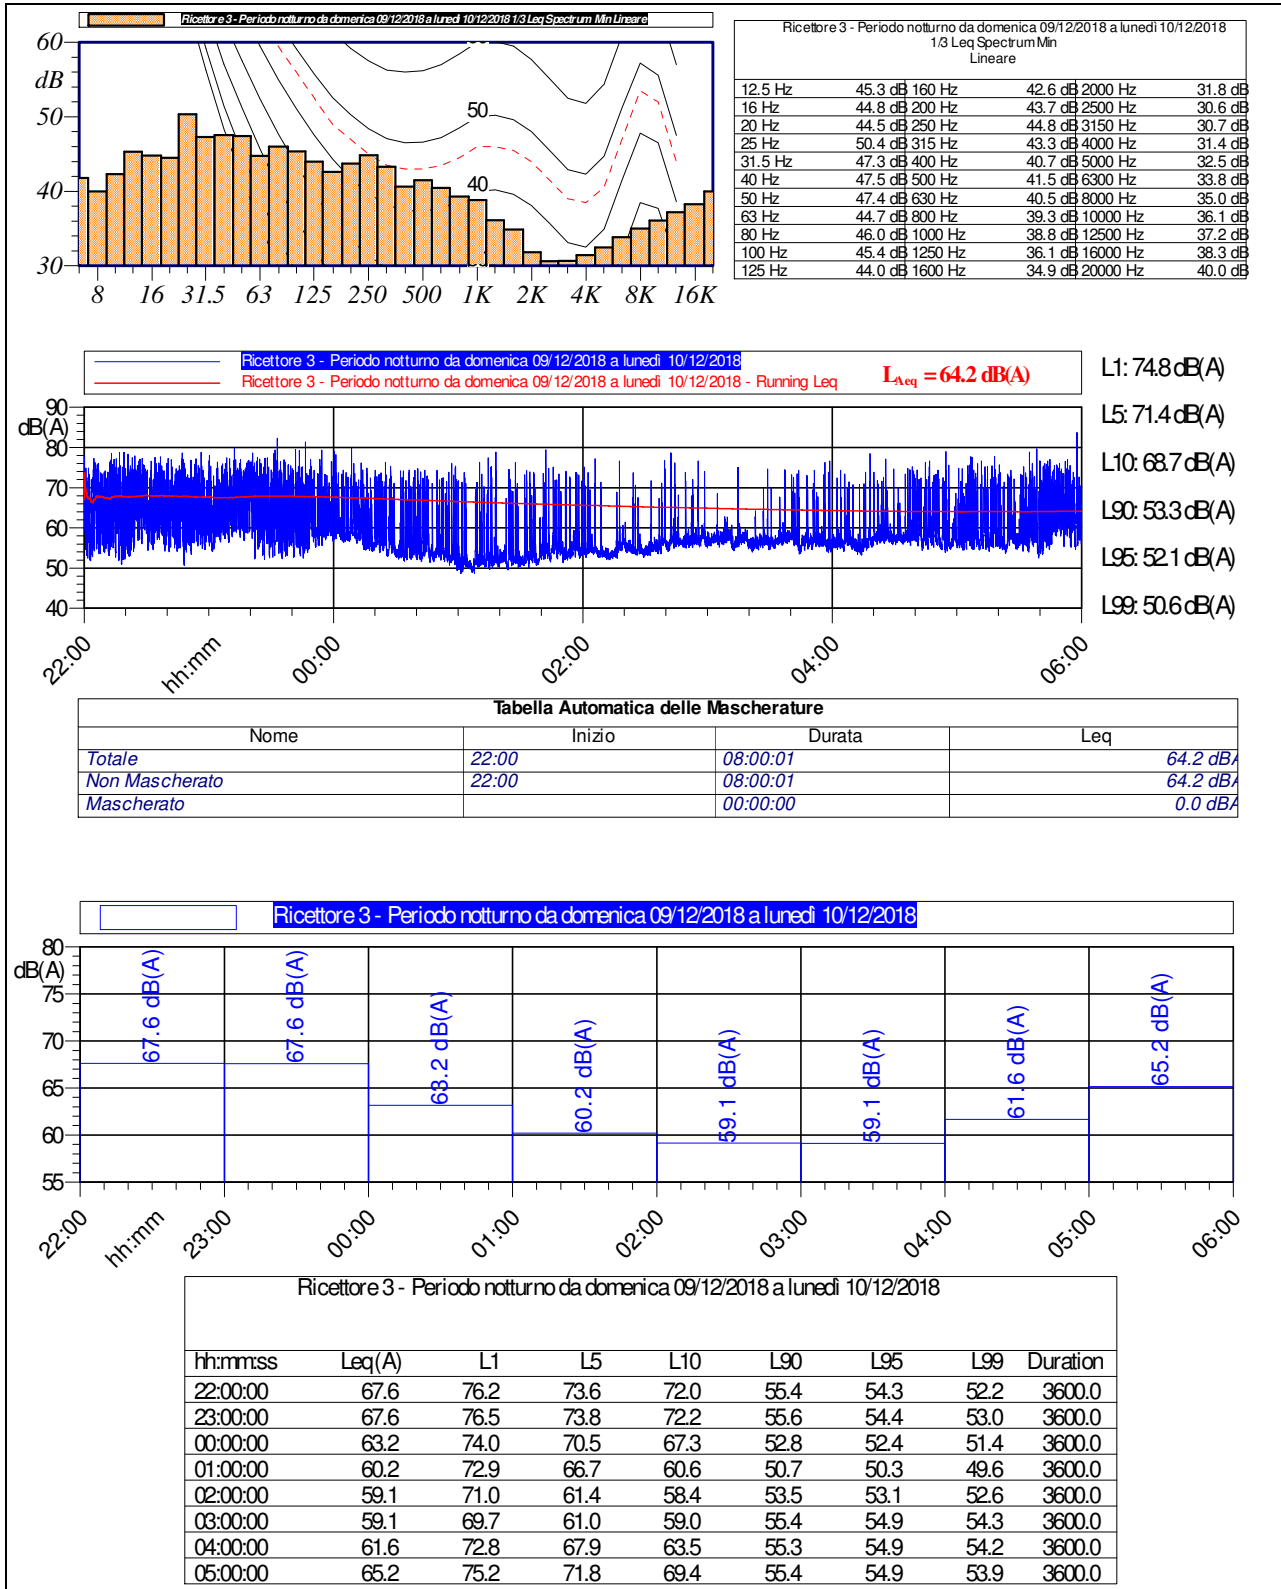 Ricettore 3 - Periodo notturno da domenica 09/12/2018 a lunedì 10/12/2018 1/3 Leq Spectrum Min Lineare
60
dB
50
40
30
50
40
8 16 31.5 63 125 250 500 1K 2K 4K 8K 16K
Ricettore 3 - Periodo notturno da domenica 09/12/2018 a lunedì 10/12/2018
1/3 Leq Spectrum Min
Lineare
12.5 Hz 45.3 dB 160 Hz 42.6 dB 2000 Hz 31.8 dB
16 Hz 44.8 dB 200 Hz 43.7 dB 2500 Hz 30.6 dB
20 Hz 44.5 dB 250 Hz 44.8 dB 3150 Hz 30.7 dB
25 Hz 50.4 dB 315 Hz 43.3 dB 4000 Hz 31.4 dB
31.5 Hz 47.3 dB 400 Hz 40.7 dB 5000 Hz 32.5 dB
40 Hz 47.5 dB 500 Hz 41.5 dB 6300 Hz 33.8 dB
50 Hz 47.4 dB 630 Hz 40.5 dB 8000 Hz 35.0 dB
63 Hz 44.7 dB 800 Hz 39.3 dB 10000 Hz 36.1 dB
80 Hz 46.0 dB 1000 Hz 38.8 dB 12500 Hz 37.2 dB
100 Hz 45.4 dB 1250 Hz 36.1 dB 16000 Hz 38.3 dB
125 Hz 44.0 dB 1600 Hz 34.9 dB 20000 Hz 40.0 dB
Ricettore 3 - Periodo notturno da domenica 09/12/2018 a lunedì 10/12/2018
Ricettore 3 - Periodo notturno da domenica 09/12/2018 a lunedì 10/12/2018 - Running Leq
LAeq = 64.2 dB(A)
90
dB(A)
80
70
60
50
40
22:00 hh:mm 00:00 02:00 04:00 06:00
L1: 74.8 dB(A)
L5: 71.4 dB(A)
L10: 68.7 dB(A)
L90: 53.3 dB(A)
L95: 52.1 dB(A)
L99: 50.6 dB(A)
Tabella Automatica delle Mascherature
Nome Inizio Durata Leq
Totale 22:00 08:00:01 64.2 dBA
Non Mascherato 22:00 08:00:01 64.2 dBA
Mascherato 00:00:00 0.0 dBA
Ricettore 3 - Periodo notturno da domenica 09/12/2018 a lunedì 10/12/2018
80
dB(A)
75
70
65
60
55
67.6 dB(A)
67.6 dB(A)
63.2 dB(A)
60.2 dB(A)
59.1 dB(A)
59.1 dB(A)
61.6 dB(A)
65.2 dB(A)
22:00 hh:mm 23:00 00:00 01:00 02:00 03:00 04:00 05:00 06:00
Ricettore 3 - Periodo notturno da domenica 09/12/2018 a lunedì 10/12/2018
hh:mm:ss Leq(A) L1 L5 L10 L90 L95 L99 Duration
22:00:00 67.6 76.2 73.6 72.0 55.4 54.3 52.2 3600.0
23:00:00 67.6 76.5 73.8 72.2 55.6 54.4 53.0 3600.0
00:00:00 63.2 74.0 70.5 67.3 52.8 52.4 51.4 3600.0
01:00:00 60.2 72.9 66.7 60.6 50.7 50.3 49.6 3600.0
02:00:00 59.1 71.0 61.4 58.4 53.5 53.1 52.6 3600.0
03:00:00 59.1 69.7 61.0 59.0 55.4 54.9 54.3 3600.0
04:00:00 61.6 72.8 67.9 63.5 55.3 54.9 54.2 3600.0
05:00:00 65.2 75.2 71.8 69.4 55.4 54.9 53.9 3600.0